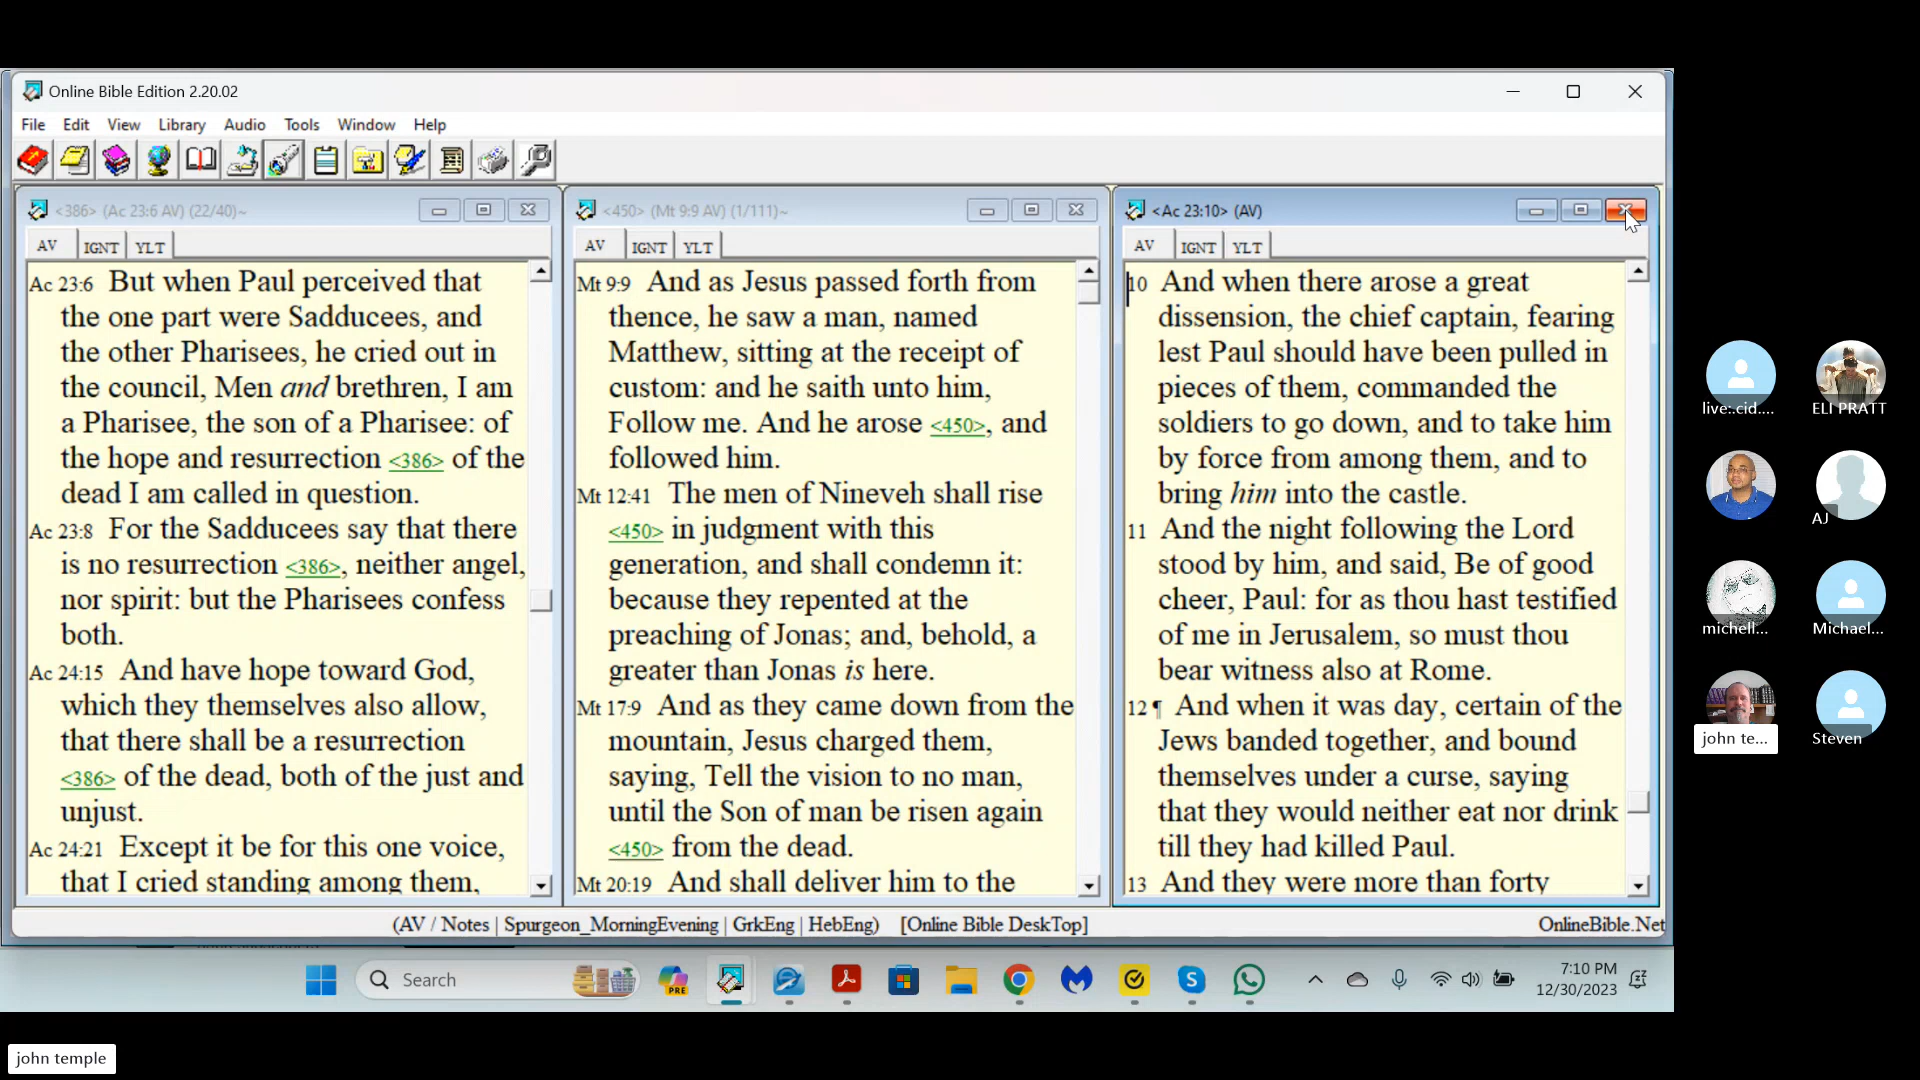 Online Bible Edition 2.20.02
File Edit View Library Audio Tools Window Help
<386> (Ac 23:6 AV) (22/40)~
AV IGNT YLT
Ac 23:6 But when Paul perceived that
the one part were Sadducees, and
the other Pharisees, he cried out in
the council, Men and brethren, I am
a Pharisee, the son of a Pharisee: of
the hope and resurrection <386> of the
dead I am called in question.
Ac 23:8 For the Sadducees say that there
is no resurrection <386>, neither angel,
nor spirit: but the Pharisees confess
both.
Ac 24:15 And have hope toward God,
which they themselves also allow,
that there shall be a resurrection
<386> of the dead, both of the just and
unjust.
Ac 24:21 Except it be for this one voice,
that I cried standing among them,
<450> (Mt 9:9 AV) (1/111)~
AV IGNT YLT
Mt 9:9 And as Jesus passed forth from
thence, he saw a man, named
Matthew, sitting at the receipt of
custom: and he saith unto him,
Follow me. And he arose <450>, and
followed him.
Mt 12:41 The men of Nineveh shall rise
<450> in judgment with this
generation, and shall condemn it:
because they repented at the
preaching of Jonas; and, behold, a
greater than Jonas is here.
Mt 17:9 And as they came down from the
mountain, Jesus charged them,
saying, Tell the vision to no man,
until the Son of man be risen again
<450> from the dead.
Mt 20:19 And shall deliver him to the
<Ac 23:10> (AV)
AV IGNT YLT
10 And when there arose a great
dissension, the chief captain, fearing
lest Paul should have been pulled in
pieces of them, commanded the
soldiers to go down, and to take him
by force from among them, and to
bring him into the castle.
11 And the night following the Lord
stood by him, and said, Be of good
cheer, Paul: for as thou hast testified
of me in Jerusalem, so must thou
bear witness also at Rome.
12 ¶ And when it was day, certain of the
Jews banded together, and bound
themselves under a curse, saying
that they would neither eat nor drink
till they had killed Paul.
13 And they were more than forty
(AV / Notes | Spurgeon_MorningEvening | GrkEng | HebEng) [Online Bible DeskTop]
OnlineBible.Net
Search
PRE
7:10 PM
12/30/2023
live:.cid....
ELI PRATT
AJ
michell...
Michael...
john te...
Steven
john temple